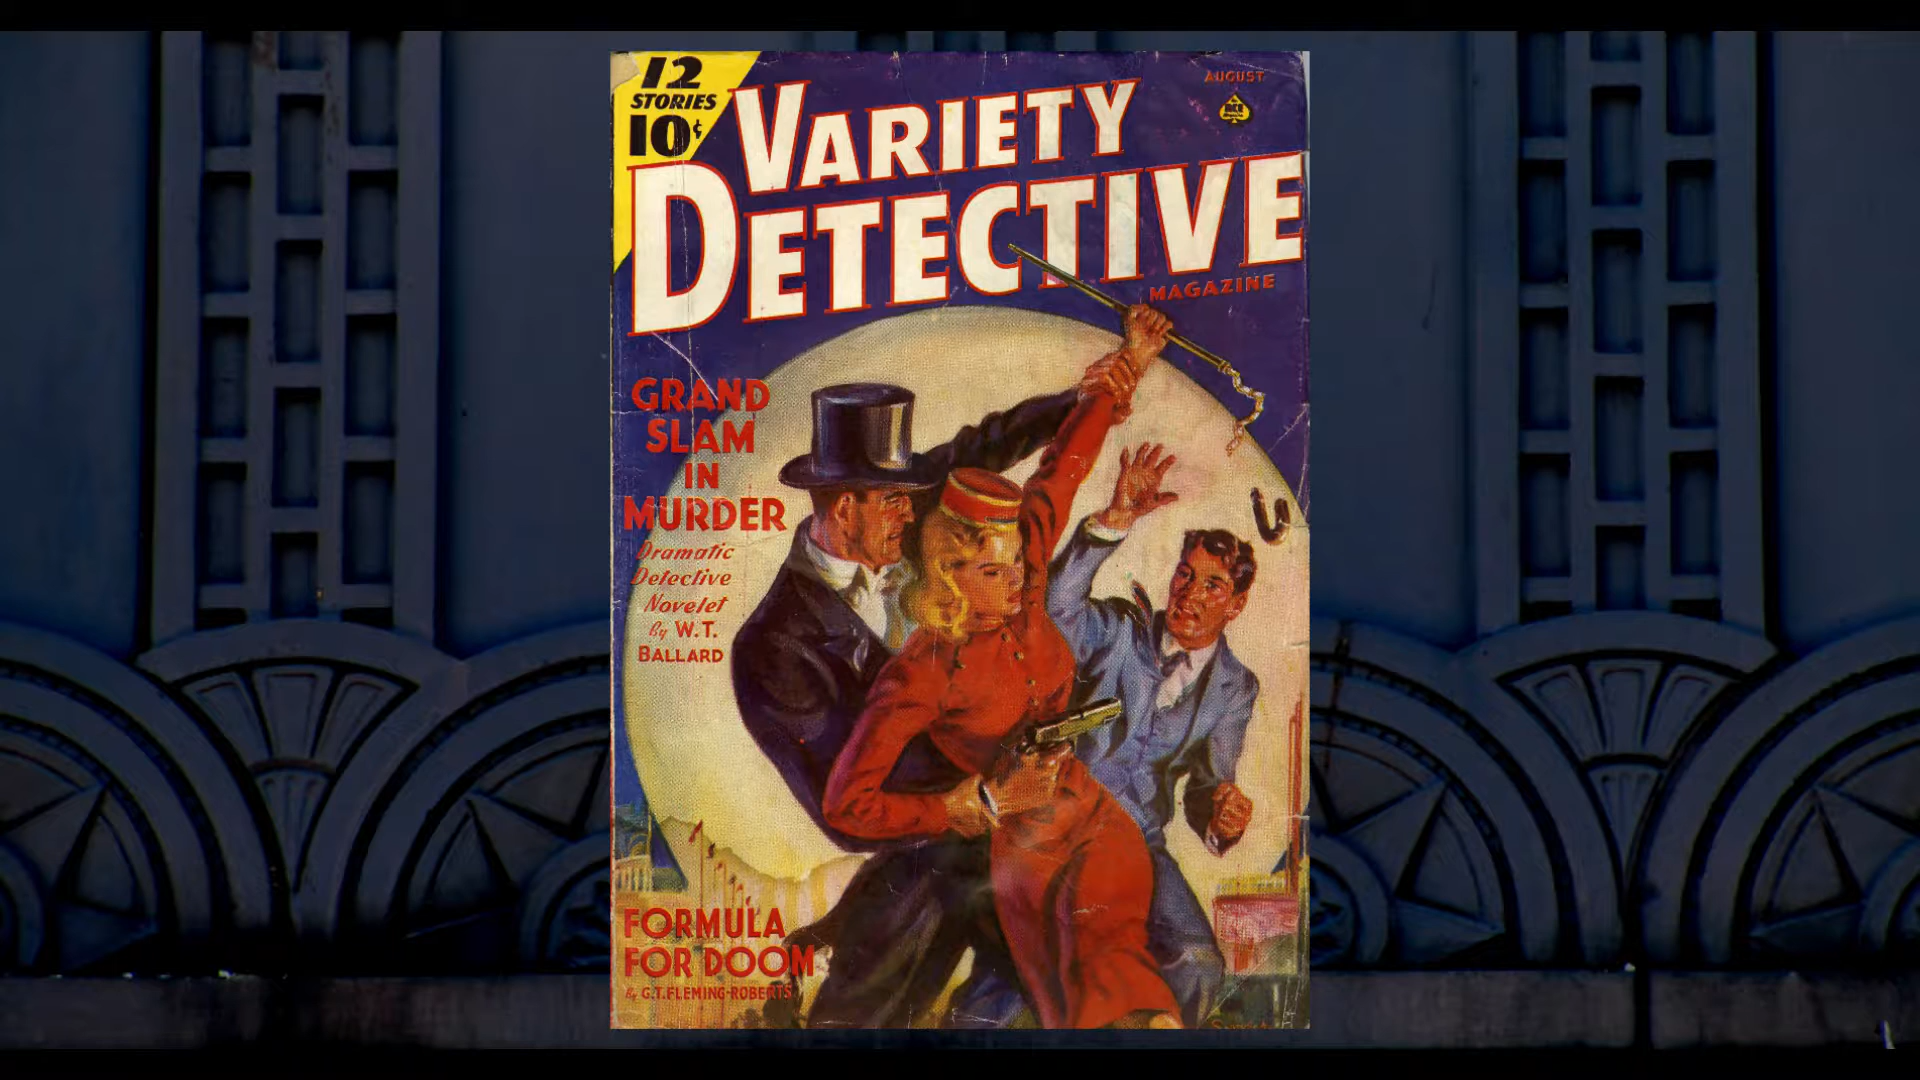 12
STORIES
10¢
AUGUST
ACE
VARIETY
DETECTIVE
MAGAZINE
GRAND
SLAM
IN
MURDER
Dramatic
Detective
Novelet
By W.T.
BALLARD
FORMULA
FOR DOOM
By G.T. FLEMING-ROBERTS